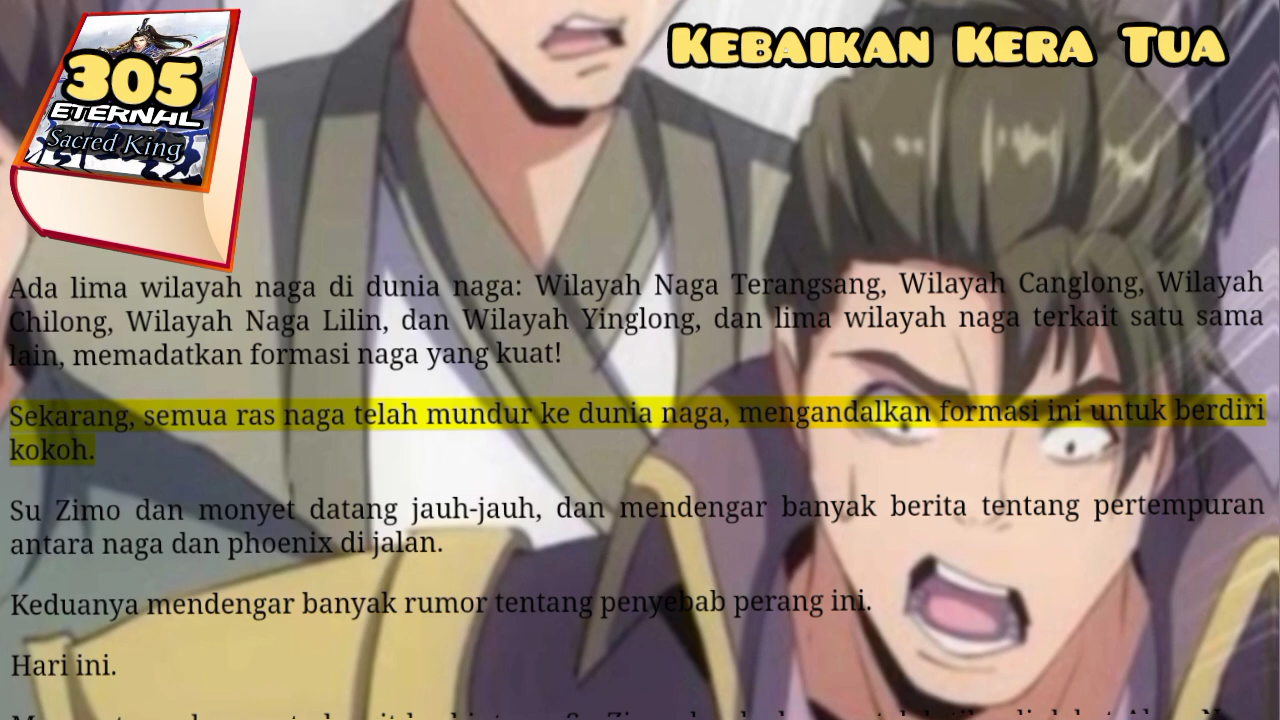 305
ETERNAL
Sacred King
KEBAIKAN KERA TUA
Ada lima wilayah naga di dunia naga: Wilayah Naga Terangsang, Wilayah Canglong, Wilayah
Chilong, Wilayah Naga Lilin, dan Wilayah Yinglong, dan lima wilayah naga terkait satu sama
lain, memadatkan formasi naga yang kuat!
Sekarang, semua ras naga telah mundur ke dunia naga, mengandalkan formasi ini untuk berdiri
kokoh.
Su Zimo dan monyet datang jauh-jauh, dan mendengar banyak berita tentang pertempuran
antara naga dan phoenix di jalan.
Keduanya mendengar banyak rumor tentang penyebab perang ini.
Hari ini.